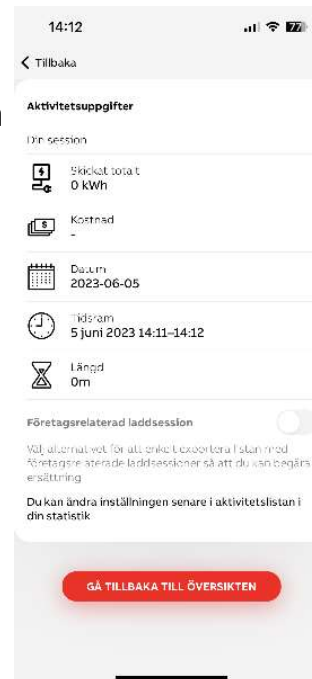 14:12
77
Tillbaka
Aktivitetsuppgifter
Din session
Skickat totalt
0 kWh
Kostnad
-
Datum
2023-06-05
Tidsram
5 juni 2023 14:11–14:12
Längd
0m
Företagsrelaterad laddsession
Välj alternativet för att enkelt exportera listan med
företagsrelaterade laddsessioner så att du kan begära
ersättning
Du kan ändra inställningen senare i aktivitetslistan i
din statistik
GÅ TILLBAKA TILL ÖVERSIKTEN